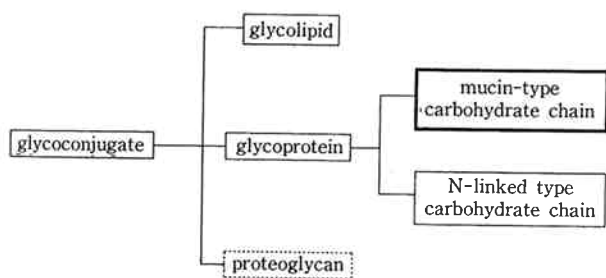 glycolipid
mucin-type
carbohydrate chain
glycoconjugate
glycoprotein
N-linked type
carbohydrate chain
proteoglycan